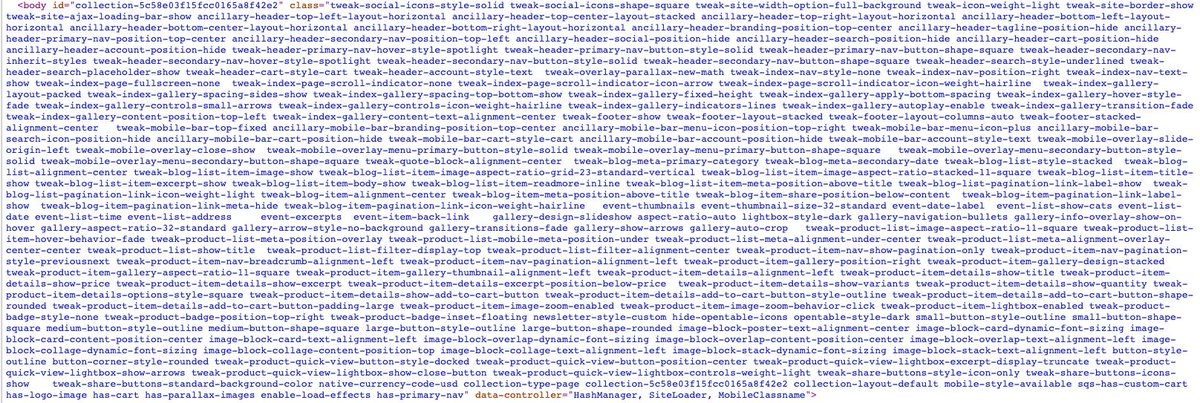 <body id="collection-5c58e03f15fcc0165a8f42e2" class="tweak-social-icons-style-solid tweak-social-icons-shape-square tweak-site-width-option-full-background tweak-icon-weight-light tweak-site-border-show
tweak-site-ajax-loading-bar-show ancillary-header-top-left-layout-horizontal ancillary-header-top-center-layout-stacked ancillary-header-top-right-layout-horizontal ancillary-header-bottom-left-layout-
horizontal ancillary-header-bottom-center-layout-horizontal ancillary-header-bottom-right-layout-horizontal ancillary-header-branding-position-top-center ancillary-header-tagline-position-hide ancillary-
header-primary-nav-position-top-center ancillary-header-secondary-nav-position-top-left ancillary-header-social-position-hide ancillary-header-search-position-hide ancillary-header-cart-position-hide
ancillary-header-account-position-hide tweak-header-primary-nav-hover-style-spotlight tweak-header-primary-nav-button-style-solid tweak-header-primary-nav-button-shape-square tweak-header-secondary-nav-
inherit-styles tweak-header-secondary-nav-hover-style-spotlight tweak-header-secondary-nav-button-style-solid tweak-header-secondary-nav-button-shape-square tweak-header-search-style-underlined tweak-
header-search-placeholder-show tweak-header-cart-style-cart tweak-header-account-style-text tweak-overlay-parallax-new-math tweak-index-nav-style-none tweak-index-nav-position-right tweak-index-nav-text-
show tweak-index-page-fullscreen-none tweak-index-page-scroll-indicator-none tweak-index-page-scroll-indicator-icon-arrow tweak-index-page-scroll-indicator-icon-weight-hairline tweak-index-gallery-
layout-packed tweak-index-gallery-spacing-sides-show tweak-index-gallery-spacing-top-bottom-show tweak-index-gallery-fixed-height tweak-index-gallery-apply-bottom-spacing tweak-index-gallery-hover-style-
fade tweak-index-gallery-controls-small-arrows tweak-index-gallery-controls-icon-weight-hairline tweak-index-gallery-indicators-lines tweak-index-gallery-autoplay-enable tweak-index-gallery-transition-fade
tweak-index-gallery-content-position-top-left tweak-index-gallery-content-text-alignment-center tweak-footer-show tweak-footer-layout-stacked tweak-footer-layout-columns-auto tweak-footer-stacked-
alignment-center tweak-mobile-bar-top-fixed ancillary-mobile-bar-branding-position-top-center ancillary-mobile-bar-menu-icon-position-top-right tweak-mobile-bar-menu-icon-plus ancillary-mobile-bar-
search-icon-position-hide ancillary-mobile-bar-cart-position-hide tweak-mobile-bar-cart-style-cart ancillary-mobile-bar-account-position-hide tweak-mobile-bar-account-style-text tweak-mobile-overlay-slide-
origin-left tweak-mobile-overlay-close-show tweak-mobile-overlay-menu-primary-button-style-solid tweak-mobile-overlay-menu-primary-button-shape-square tweak-mobile-overlay-menu-secondary-button-style-
solid tweak-mobile-overlay-menu-secondary-button-shape-square tweak-quote-block-alignment-center tweak-blog-meta-primary-category tweak-blog-meta-secondary-date tweak-blog-list-style-stacked tweak-blog-
list-alignment-center tweak-blog-list-item-image-show tweak-blog-list-item-image-aspect-ratio-grid-23-standard-vertical tweak-blog-list-item-image-aspect-ratio-stacked-11-square tweak-blog-list-item-title-
show tweak-blog-list-item-excerpt-show tweak-blog-list-item-body-show tweak-blog-list-item-readmore-inline tweak-blog-list-item-meta-position-above-title tweak-blog-list-pagination-link-label-show tweak-
blog-list-pagination-link-icon-weight-light tweak-blog-item-alignment-center tweak-blog-item-meta-position-above-title tweak-blog-item-share-position-below-content tweak-blog-item-pagination-link-label-
show tweak-blog-item-pagination-link-meta-hide tweak-blog-item-pagination-link-icon-weight-hairline event-thumbnails event-thumbnail-size-32-standard event-date-label event-list-show-cats event-list-
date event-list-time event-list-address event-excerpts event-item-back-link gallery-design-slideshow aspect-ratio-auto lightbox-style-dark gallery-navigation-bullets gallery-info-overlay-show-on-
hover gallery-aspect-ratio-32-standard gallery-arrow-style-no-background gallery-transitions-fade gallery-show-arrows gallery-auto-crop tweak-product-list-image-aspect-ratio-11-square tweak-product-list-
item-hover-behavior-fade tweak-product-list-meta-position-overlay tweak-product-list-mobile-meta-position-under tweak-product-list-meta-alignment-under-center tweak-product-list-meta-alignment-overlay-
center-center tweak-product-list-show-title tweak-product-list-filter-display-top tweak-product-list-filter-alignment-center tweak-product-item-nav-show-pagination-only tweak-product-item-nav-pagination-
style-previousnext tweak-product-item-nav-breadcrumb-alignment-left tweak-product-item-nav-pagination-alignment-left tweak-product-item-gallery-position-right tweak-product-item-gallery-design-stacked
tweak-product-item-gallery-aspect-ratio-11-square tweak-product-item-gallery-thumbnail-alignment-left tweak-product-item-details-alignment-left tweak-product-item-details-show-title tweak-product-item-
details-show-price tweak-product-item-details-show-excerpt tweak-product-item-details-excerpt-position-below-price tweak-product-item-details-show-variants tweak-product-item-details-show-quantity tweak-
product-item-details-options-style-square tweak-product-item-details-show-add-to-cart-button tweak-product-item-details-add-to-cart-button-style-outline tweak-product-item-details-add-to-cart-button-shape-
rounded tweak-product-item-details-add-to-cart-button-padding-large tweak-product-item-image-zoom-enabled tweak-product-item-image-zoom-behavior-click tweak-product-item-lightbox-enabled tweak-product-
badge-style-none tweak-product-badge-position-top-right tweak-product-badge-inset-floating newsletter-style-custom hide-opentable-icons opentable-style-dark small-button-style-outline small-button-shape-
square medium-button-style-outline medium-button-shape-square large-button-style-outline large-button-shape-rounded image-block-poster-text-alignment-center image-block-card-dynamic-font-sizing image-
block-card-content-position-center image-block-card-text-alignment-left image-block-overlap-dynamic-font-sizing image-block-overlap-content-position-center image-block-overlap-text-alignment-left image-
block-collage-dynamic-font-sizing image-block-collage-content-position-top image-block-collage-text-alignment-left image-block-stack-dynamic-font-sizing image-block-stack-text-alignment-left button-style-
outline button-corner-style-rounded tweak-product-quick-view-button-style-docked tweak-product-quick-view-button-position-center tweak-product-quick-view-lightbox-excerpt-display-truncate tweak-product-
quick-view-lightbox-show-arrows tweak-product-quick-view-lightbox-show-close-button tweak-product-quick-view-lightbox-controls-weight-light tweak-share-buttons-style-icon-only tweak-share-buttons-icons-
show tweak-share-buttons-standard-background-color native-currency-code-usd collection-type-page collection-5c58e03f15fcc0165a8f42e2 collection-layout-default mobile-style-available sqs-has-custom-cart
has-logo-image has-cart has-parallax-images enable-load-effects has-primary-nav" data-controller="HashManager, SiteLoader, MobileClassname">